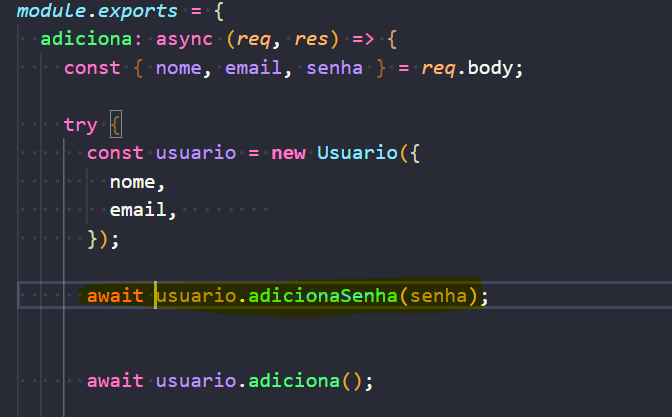 module.exports = {
adiciona: async (req, res) => {
const { nome, email, senha } = req.body;
try {
const usuario = new Usuario({
nome,
email,
});
await usuario.adicionaSenha(senha);
await usuario.adiciona();